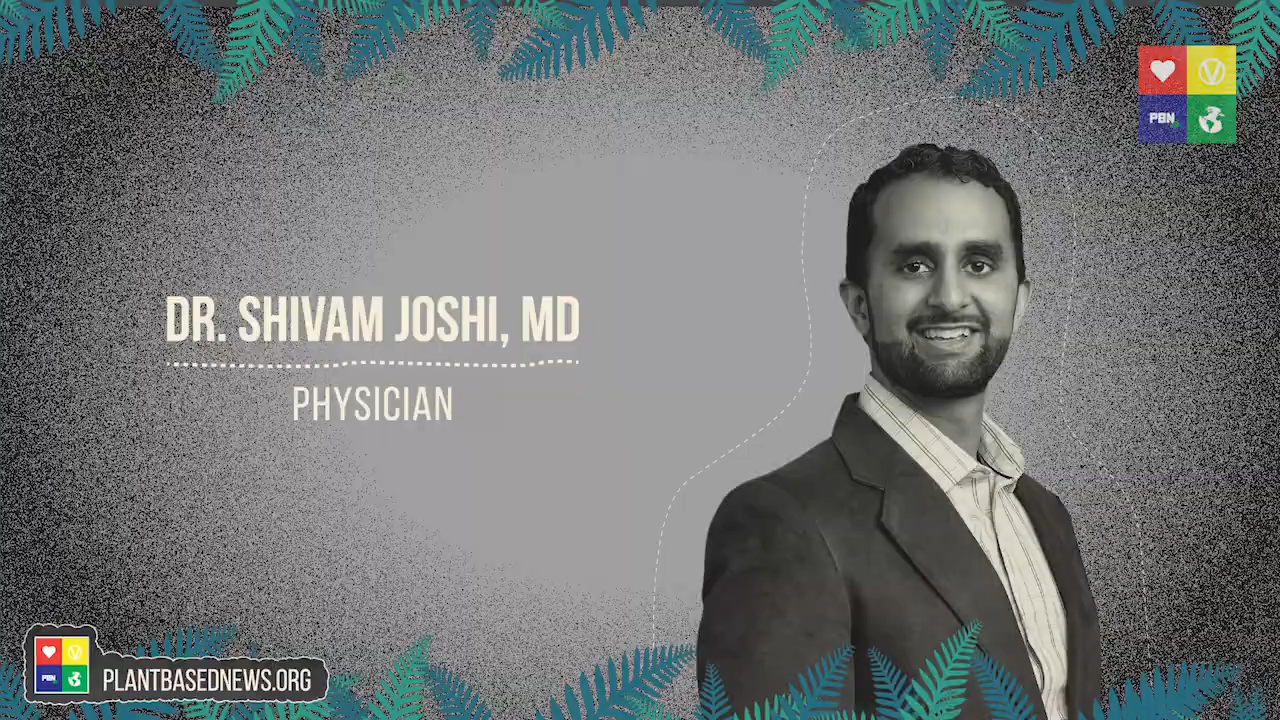 PBN
DR. SHIVAM JOSHI, MD
PHYSICIAN
PBN
PLANTBASEDNEWS.ORG